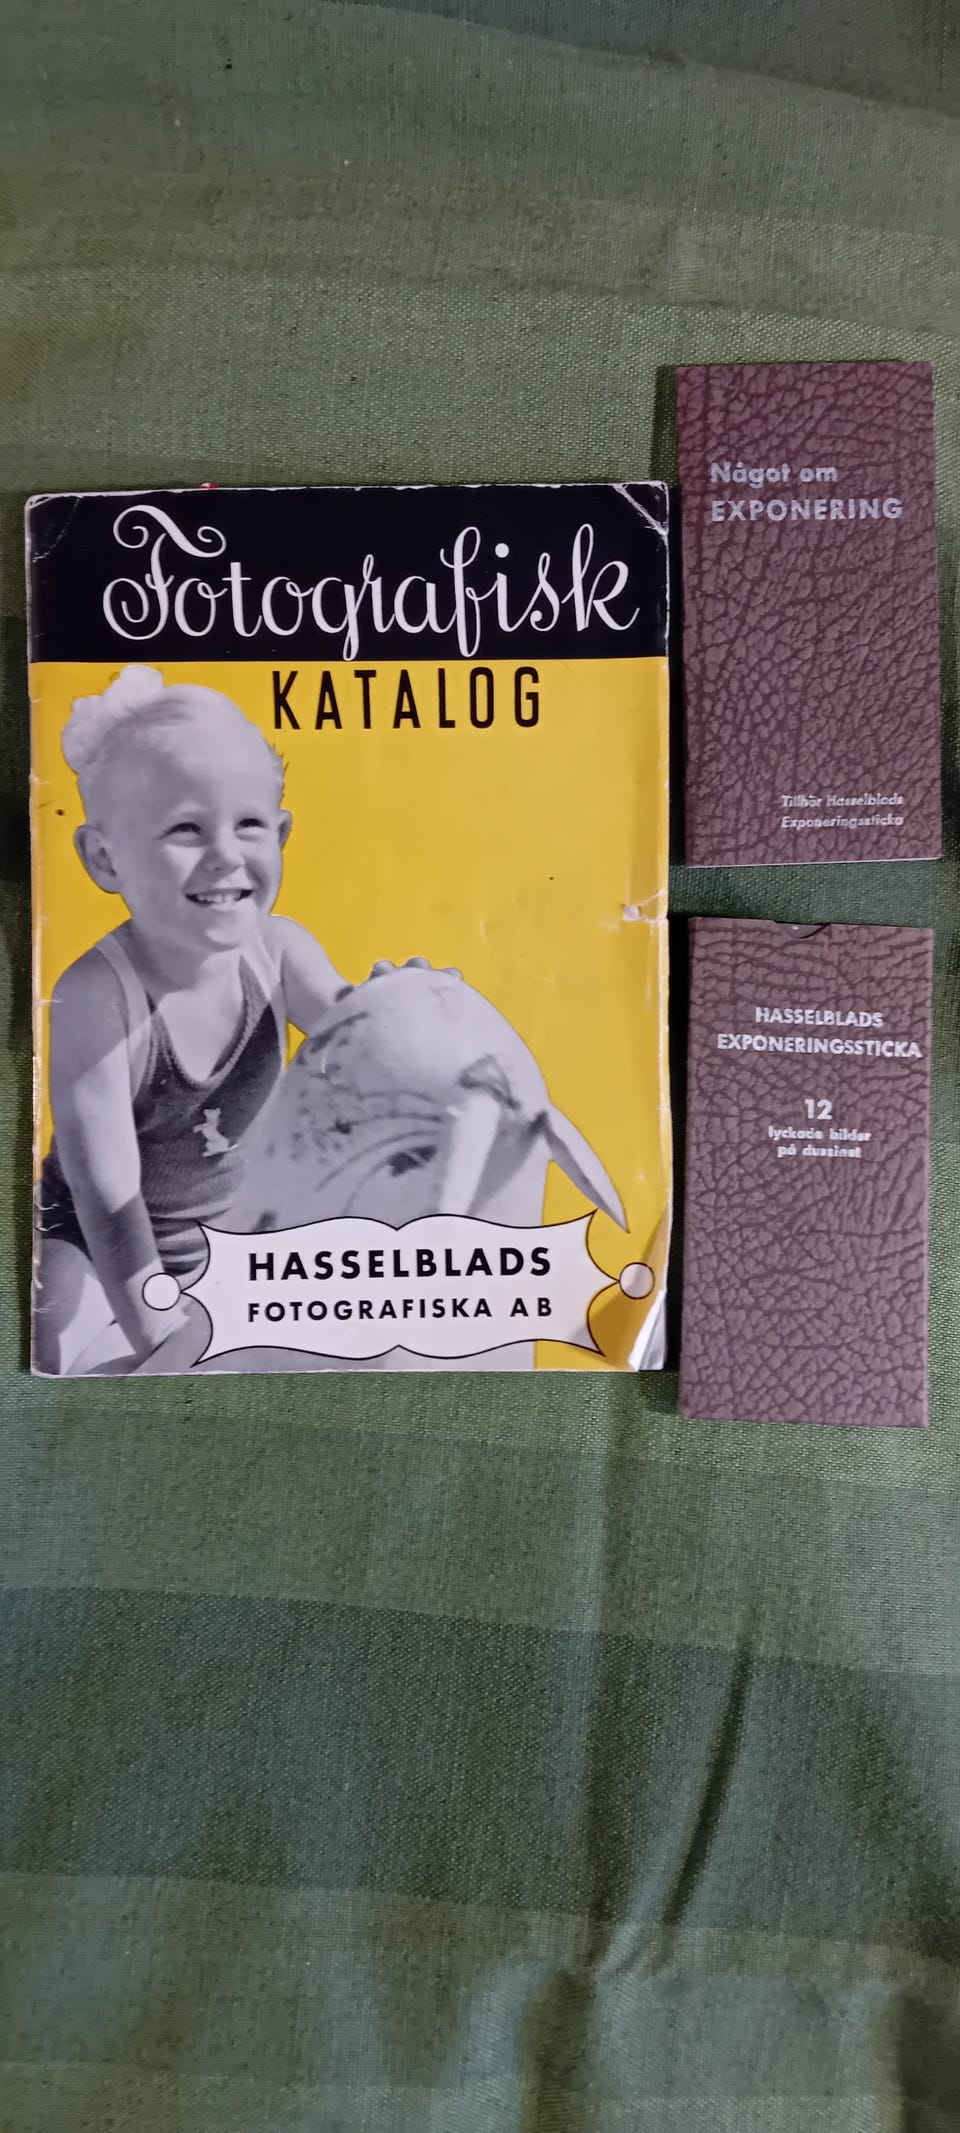 Fotografisk
KATALOG
HASSELBLADS
FOTOGRAFISKA AB
Något om
EXPONERING
Tillhör Hasselblads
Exponeringssticka
HASSELBLADS
EXPONERINGSSTICKA
12
lyckade bilder
på dussinet